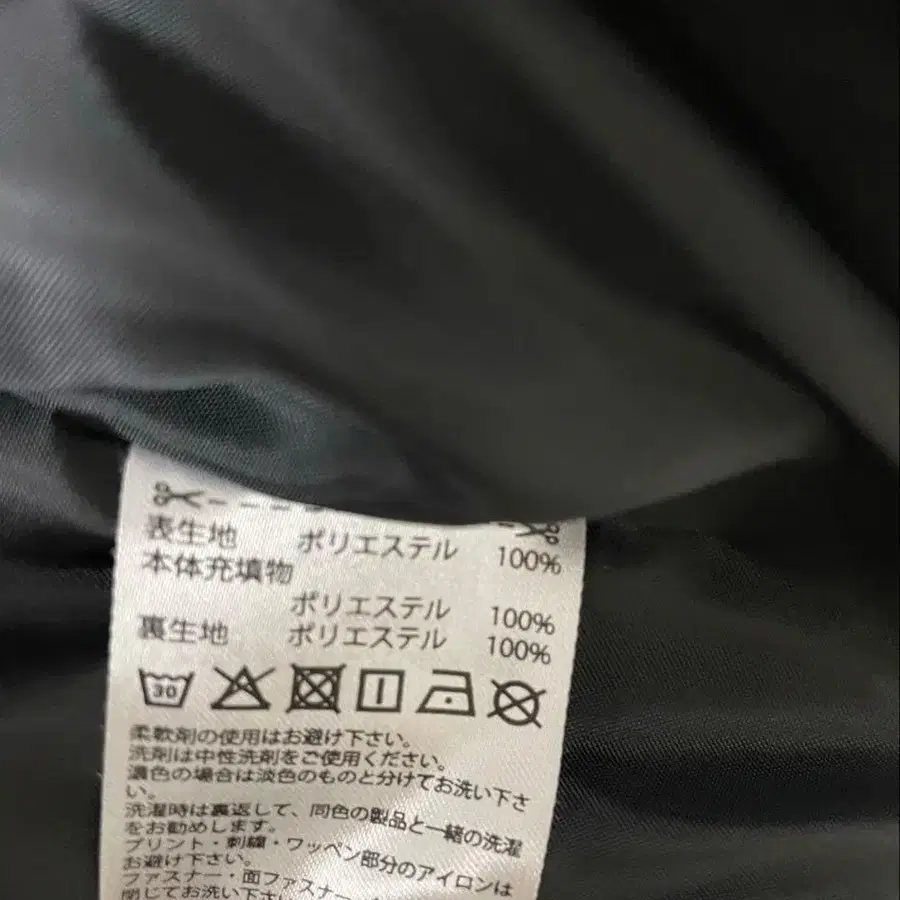 表生地 ポリエステル 100%
本体充填物
ポリエステル 100%
裏生地 ポリエステル 100%
30
柔軟剤の使用はお避け下さい。
洗剤は中性洗剤をご使用ください。
濃色の場合は淡色のものと分けてお洗い下さ
い。
洗濯時は裏返して、同色の製品と一緒の洗濯
をお勧めします。
プリント・刺繍・ワッペン部分のアイロンは
お避け下さい。
ファスナー・面ファスナー
閉じてお洗い下さい